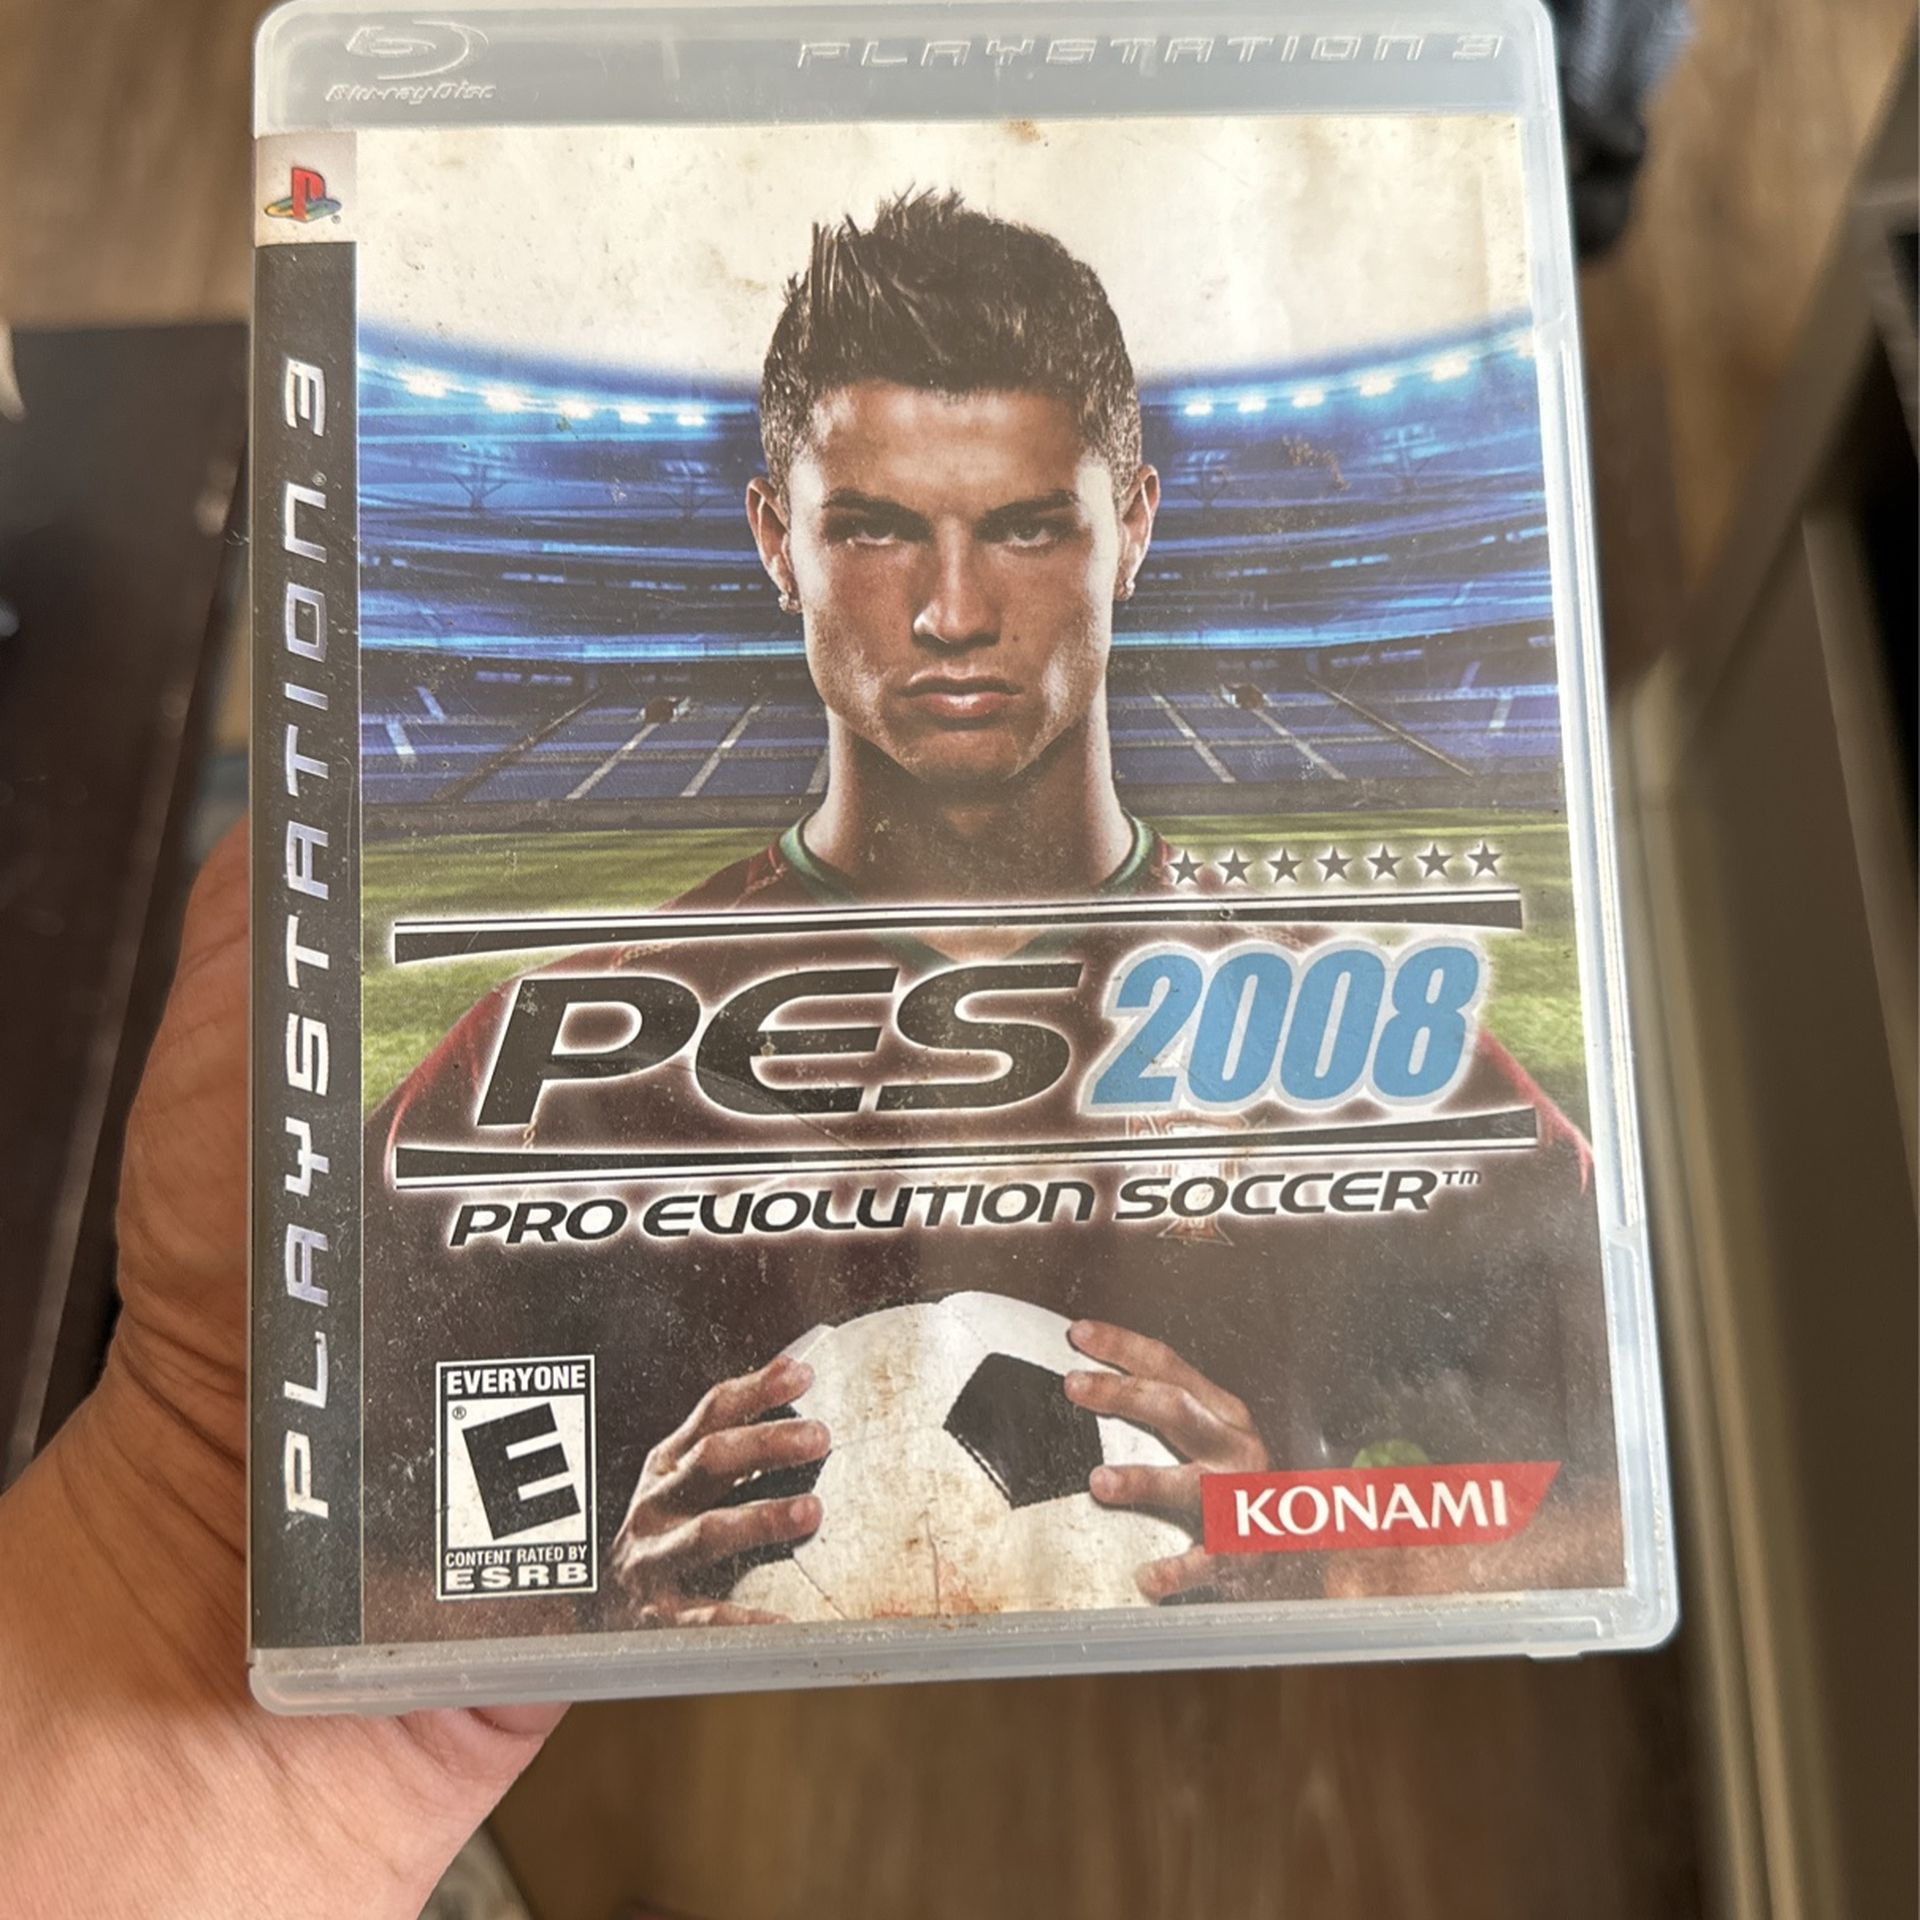 Blu-ray Disc
PLAYSTATION 3
PLAYSTATION® 3
PES 2008
PRO EVOLUTION SOCCER™
EVERYONE
E®
CONTENT RATED BY
ESRB
KONAMI